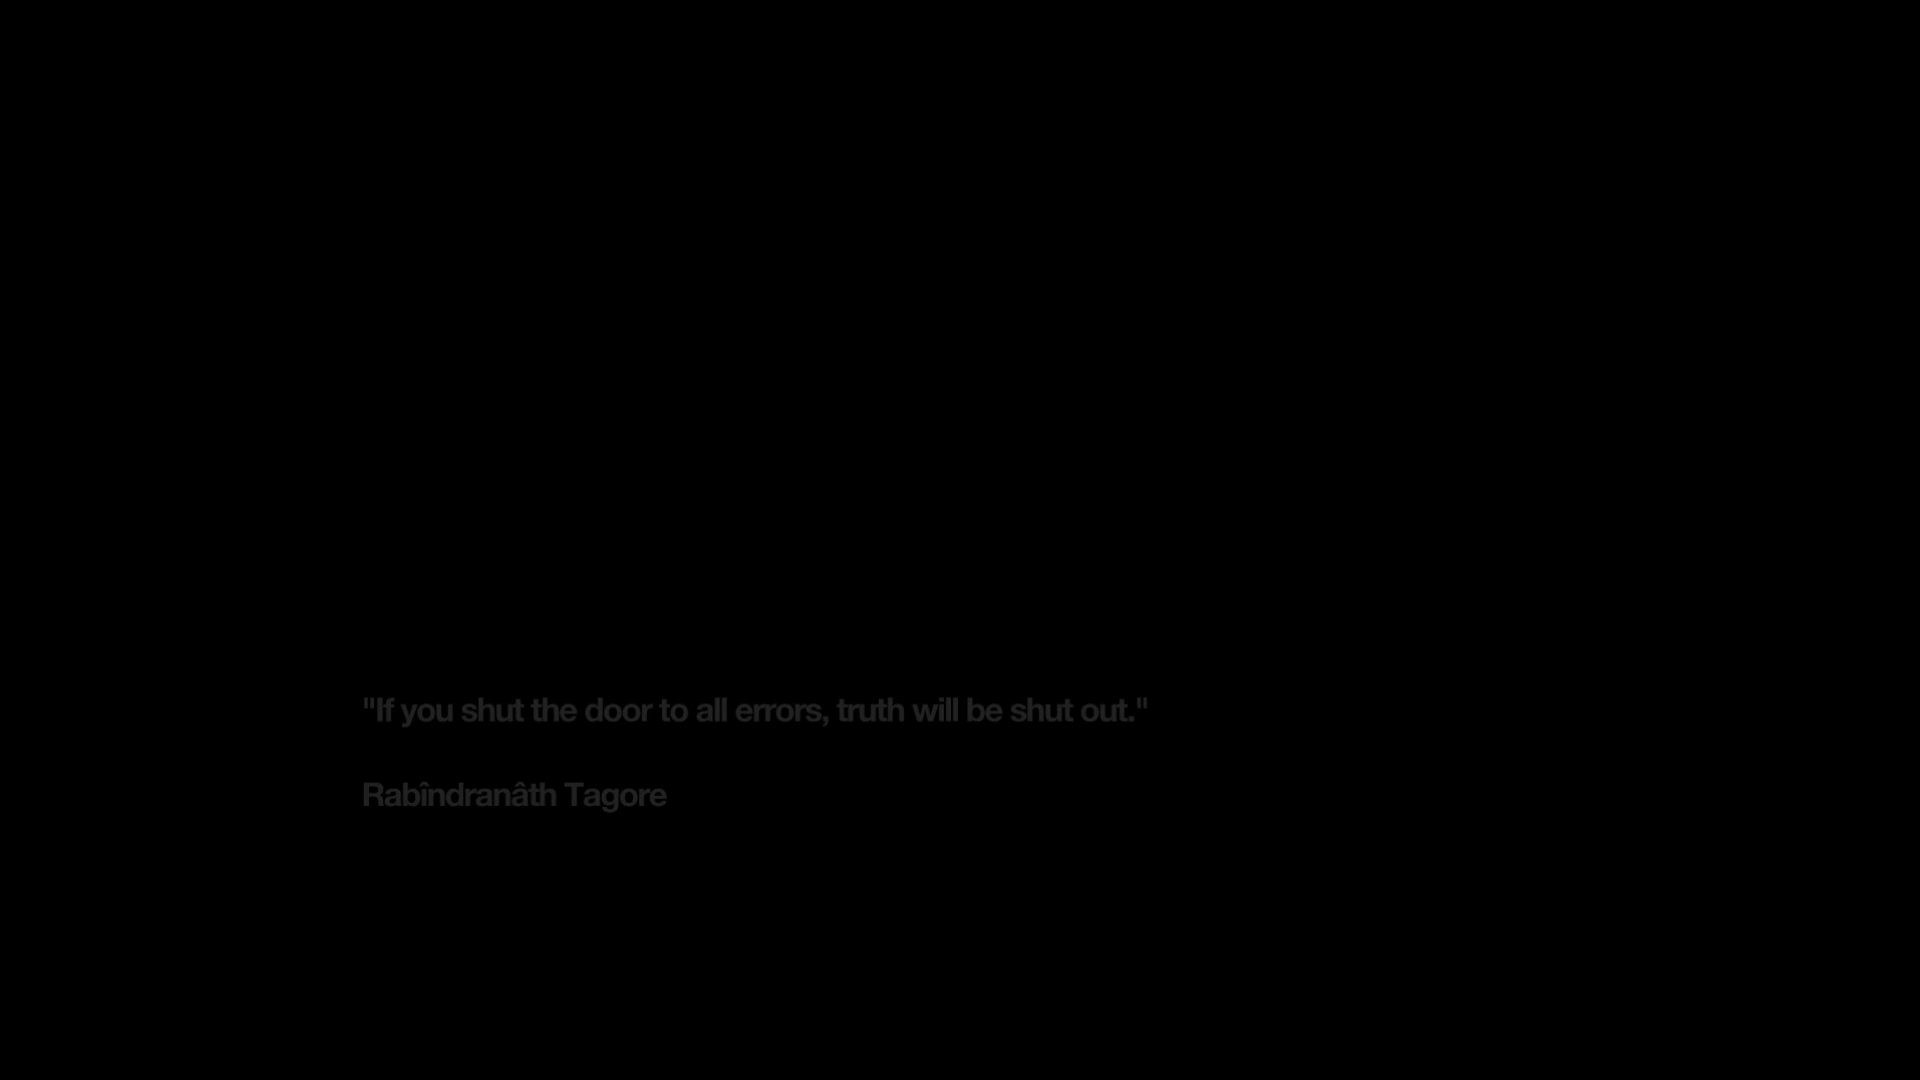 "If you shut the door to all errors, truth will be shut out."
Rabîndranâth Tagore